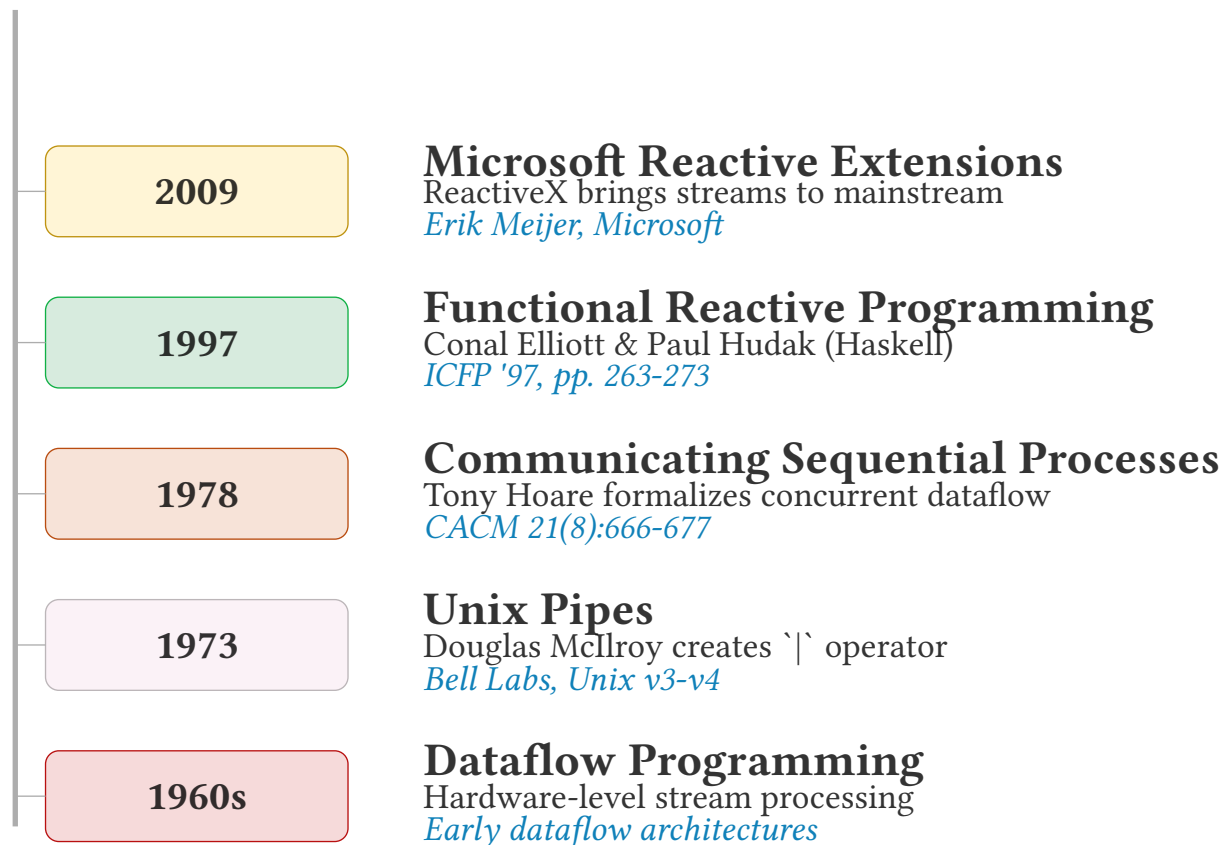 2009
Microsoft Reactive Extensions
ReactiveX brings streams to mainstream
Erik Meijer, Microsoft
1997
Functional Reactive Programming
Conal Elliott & Paul Hudak (Haskell)
ICFP '97, pp. 263-273
1978
Communicating Sequential Processes
Tony Hoare formalizes concurrent dataflow
CACM 21(8):666-677
1973
Unix Pipes
Douglas McIlroy creates `|` operator
Bell Labs, Unix v3-v4
1960s
Dataflow Programming
Hardware-level stream processing
Early dataflow architectures